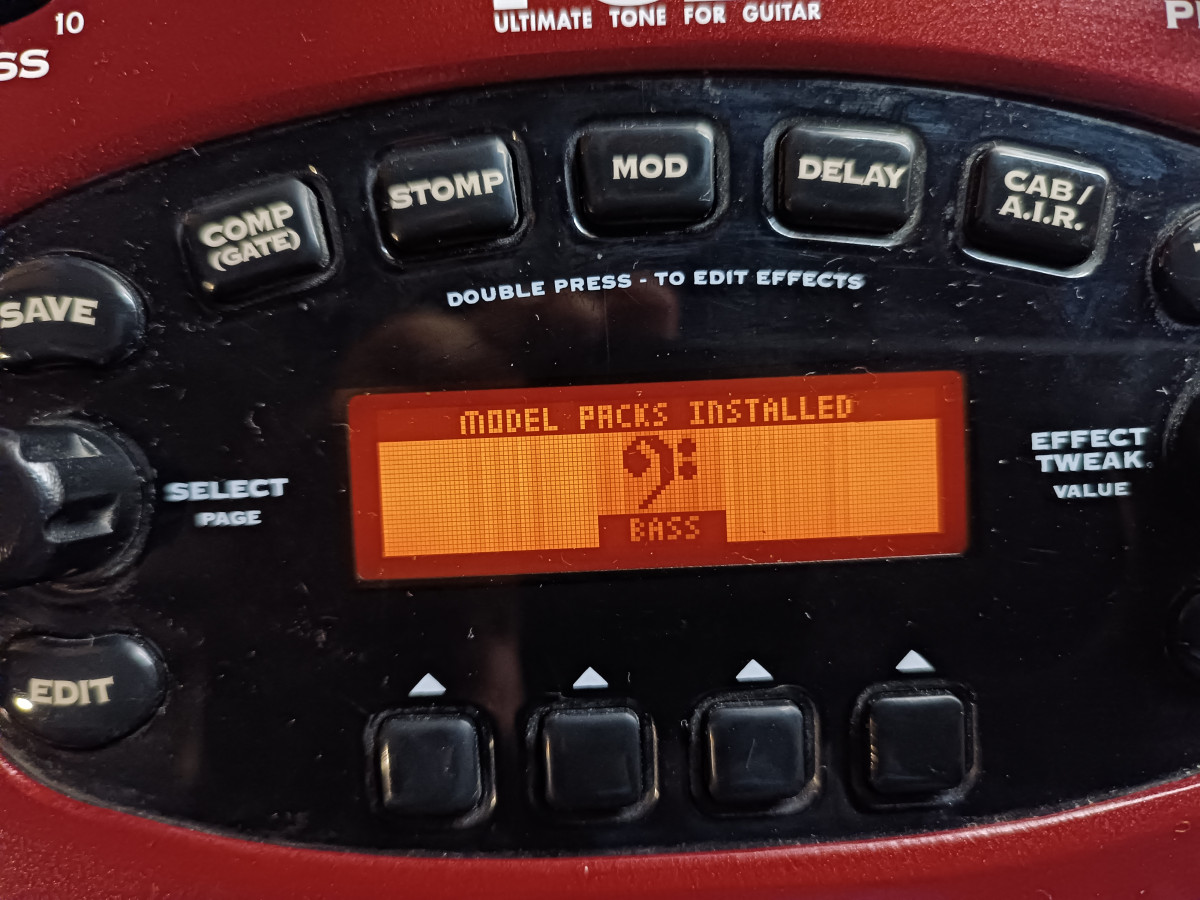 10
ULTIMATE TONE FOR GUITAR
COMP
(GATE)
STOMP
MOD
DELAY
CAB /
A.I.R.
SAVE
DOUBLE PRESS - TO EDIT EFFECTS
MODEL PACKS INSTALLED
BASS
SELECT
PAGE
EFFECT
TWEAK
VALUE
EDIT